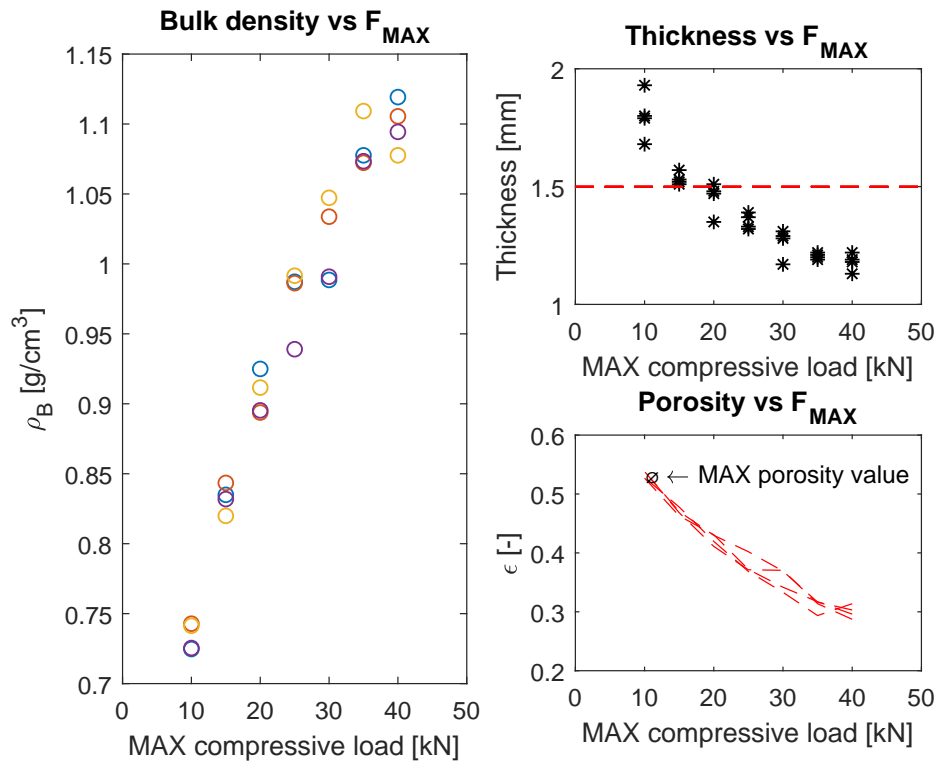 Bulk density vs F_MAX
1.15
1.1
1.05
1
0.95
0.9
0.85
0.8
0.75
0.7
ρ_B [g/cm³]
0 10 20 30 40 50
MAX compressive load [kN]
Thickness vs F_MAX
2
1.5
1
Thickness [mm]
0 10 20 30 40 50
MAX compressive load [kN]
Porosity vs F_MAX
0.6
0.5
0.4
0.3
0.2
ϵ [-]
← MAX porosity value
0 10 20 30 40 50
MAX compressive load [kN]